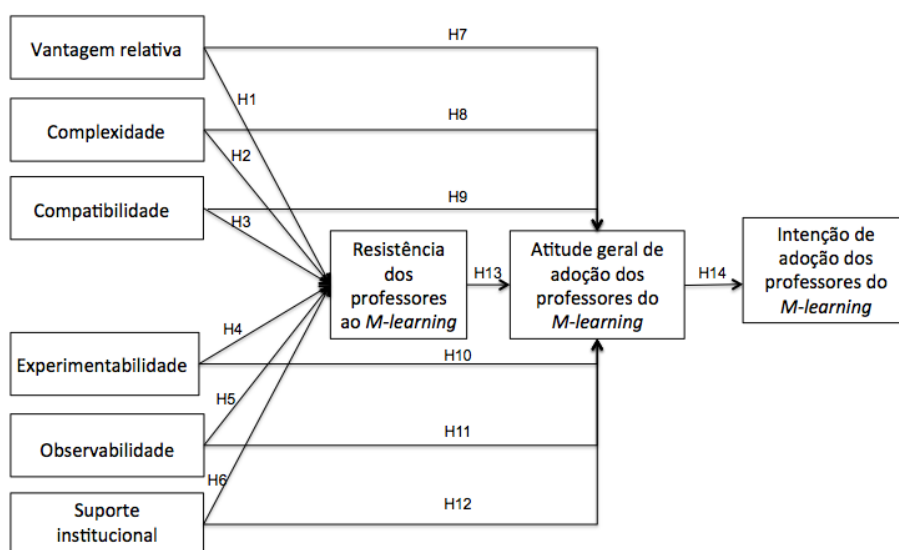 Vantagem relativa
H7
H1
Complexidade
H8
H2
Compatibilidade
H9
H3
Resistência
dos
professores
ao M-learning
H13
Atitude geral de
adoção dos
professores do
M-learning
H14
Intenção de
adoção dos
professores do
M-learning
H4
Experimentabilidade
H10
H5
Observabilidade
H11
H6
Suporte
institucional
H12